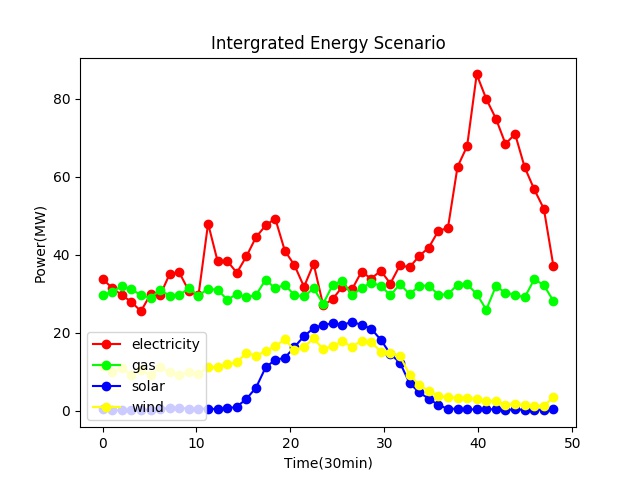 Intergrated Energy Scenario
Power(MW)
80
60
40
20
0
electricity
gas
solar
wind
0 10 20 30 40 50
Time(30min)